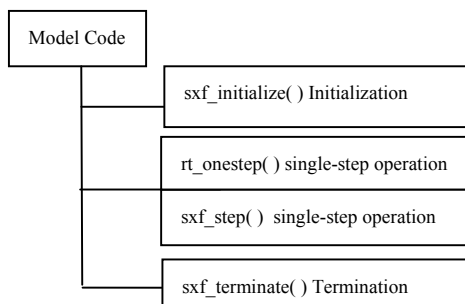 Model Code
sxf_initialize( ) Initialization
rt_onestep( ) single-step operation
sxf_step( ) single-step operation
sxf_terminate( ) Termination